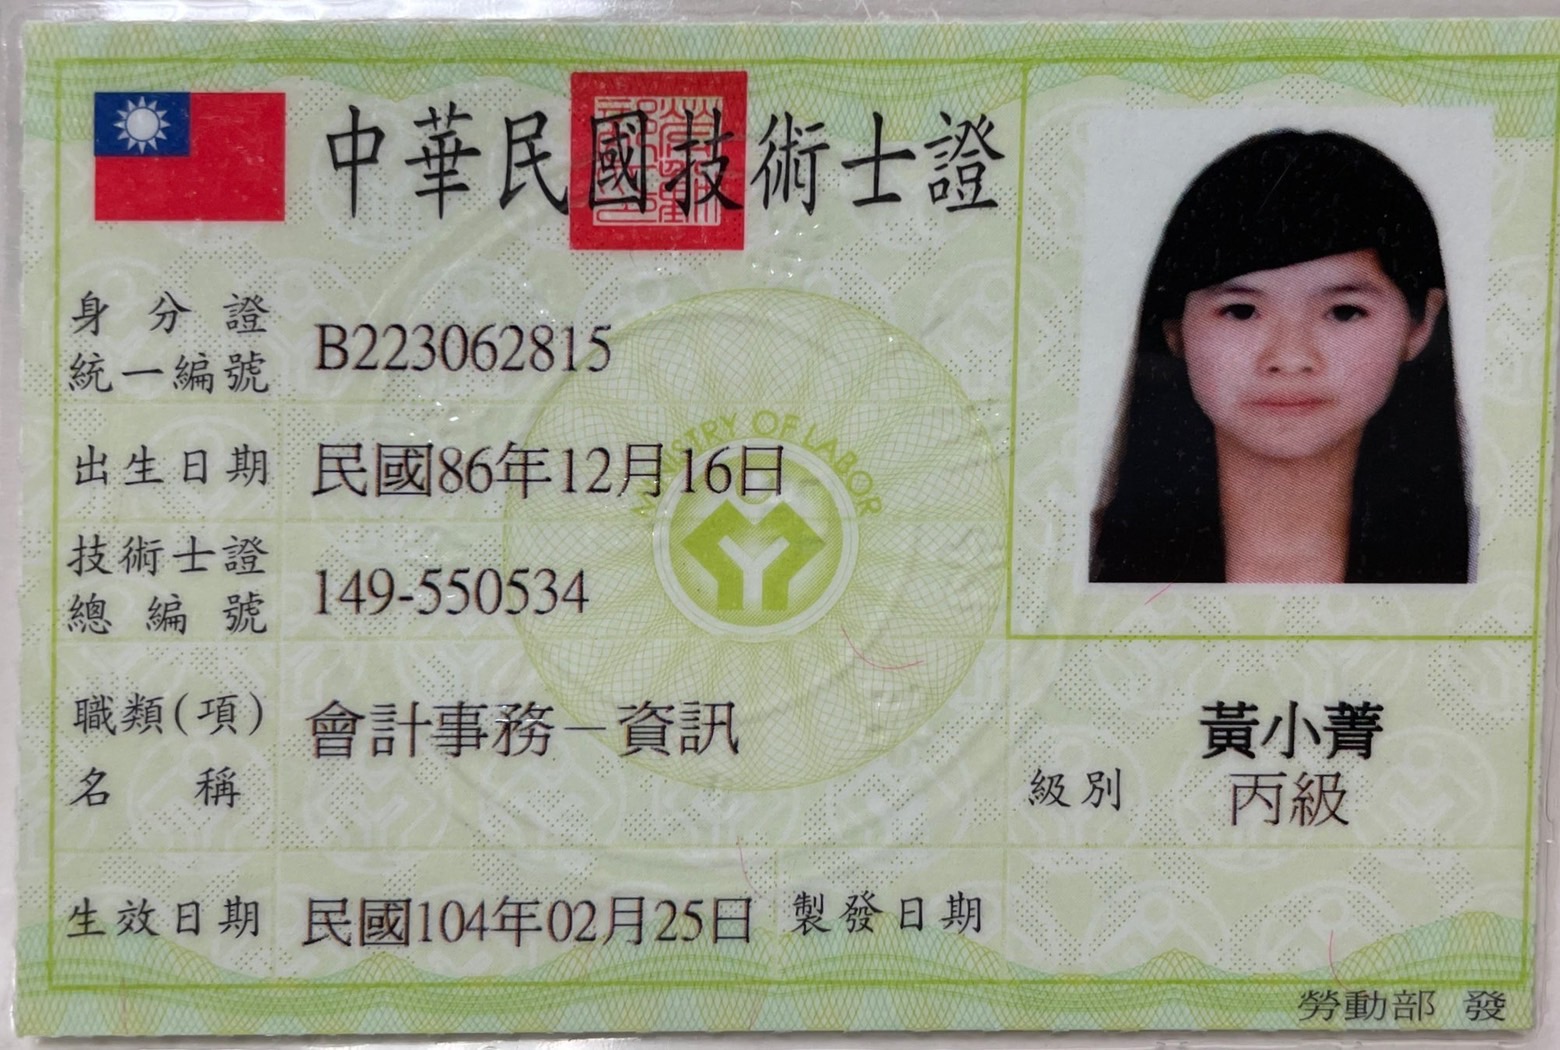 中華民國技術士證
身分證
統一編號
B223062815
出生日期
民國86年12月16日
技術士證
總編號
149-550534
職類(項)
名稱
會計事務－資訊
黃小菁
級別
丙級
生效日期
民國104年02月25日
製發日期
勞動部 發
MINISTRY OF LABOR